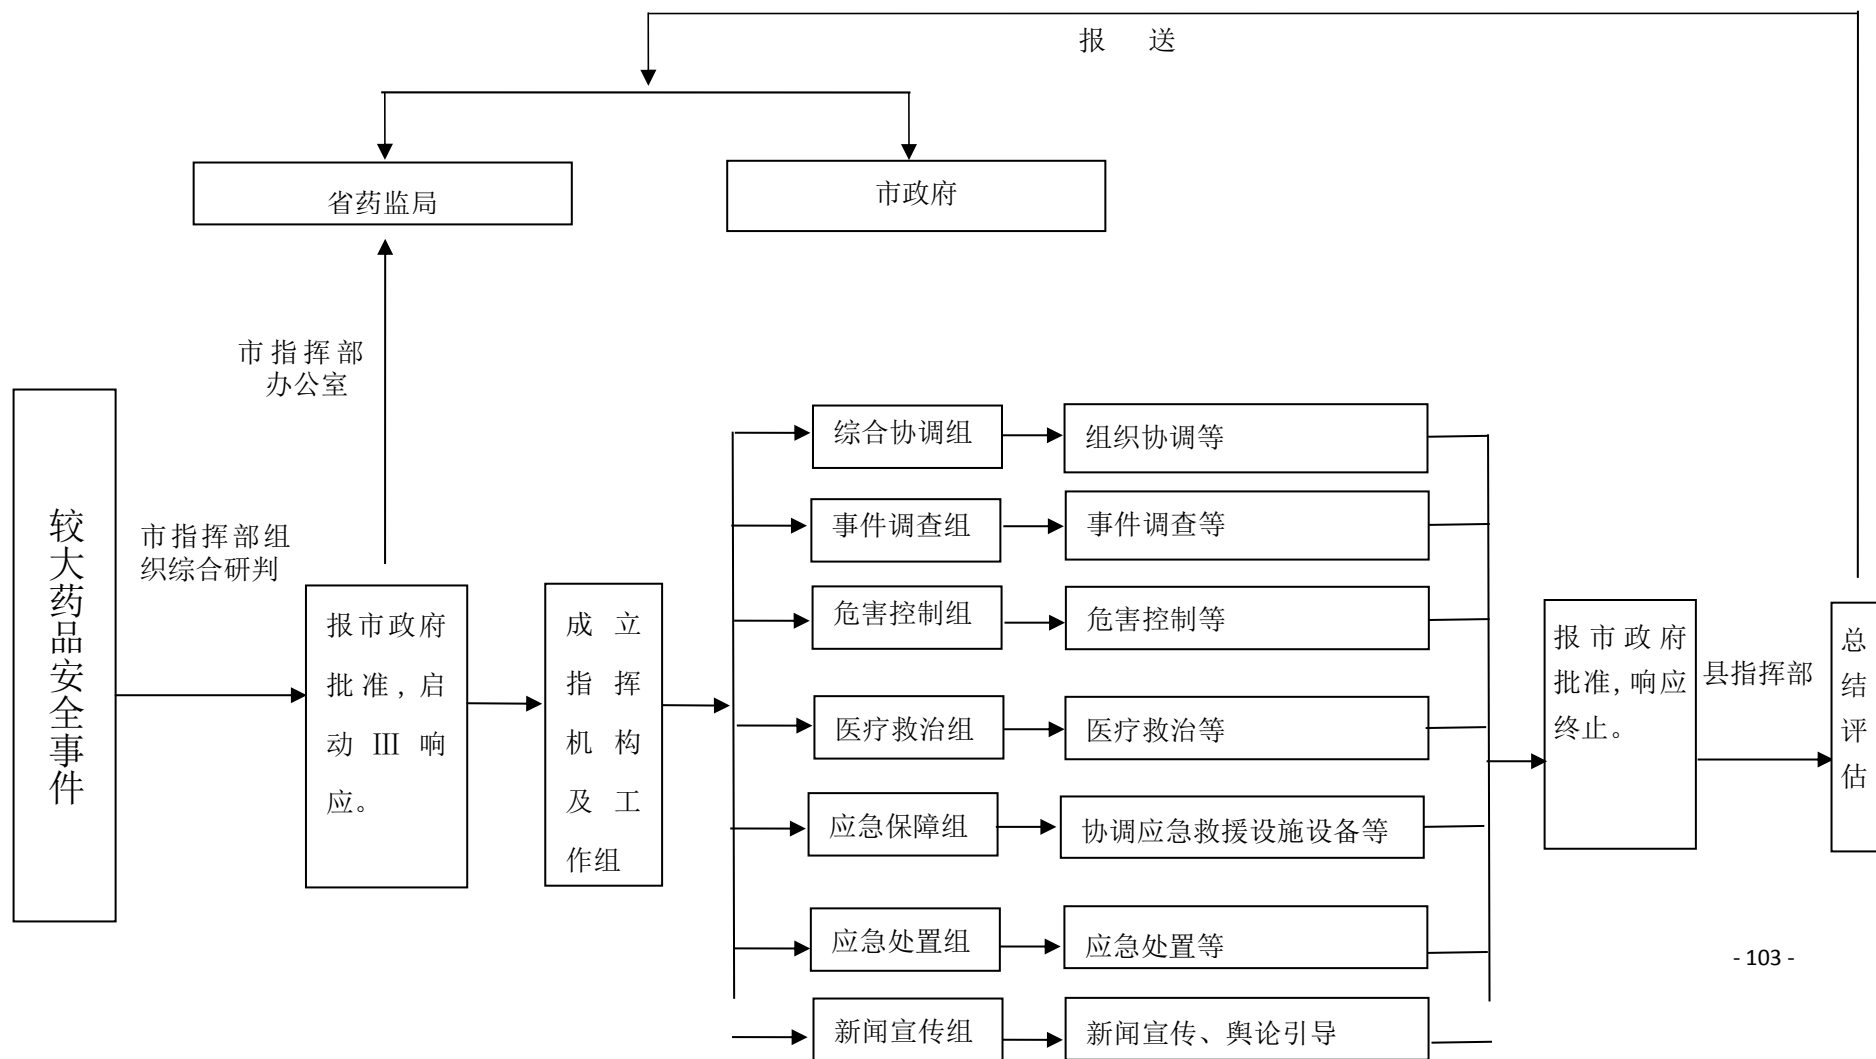 报 送
省药监局
市政府
市指挥部
办公室
较大药品安全事件
市指挥部组
织综合研判
报市政府
批准，启
动 III 响
应。
成 立
指 挥
机 构
及 工
作组
综合协调组
组织协调等
事件调查组
事件调查等
危害控制组
危害控制等
医疗救治组
医疗救治等
应急保障组
协调应急救援设施设备等
应急处置组
应急处置等
新闻宣传组
新闻宣传、舆论引导
报市政府
批准，响应
终止。
县指挥部
总
结
评
估
- 103 -